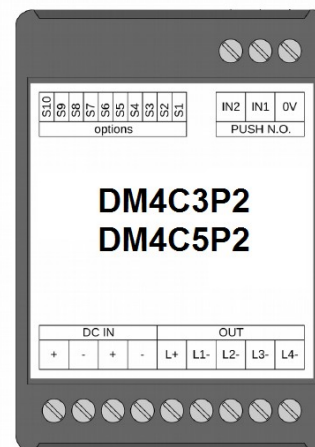 S10 S9 S8 S7 S6 S5 S4 S3 S2 S1
options
IN2 IN1 0V
PUSH N.O.
DM4C3P2
DM4C5P2
DC IN OUT
+ - + - L+ L1- L2- L3- L4-